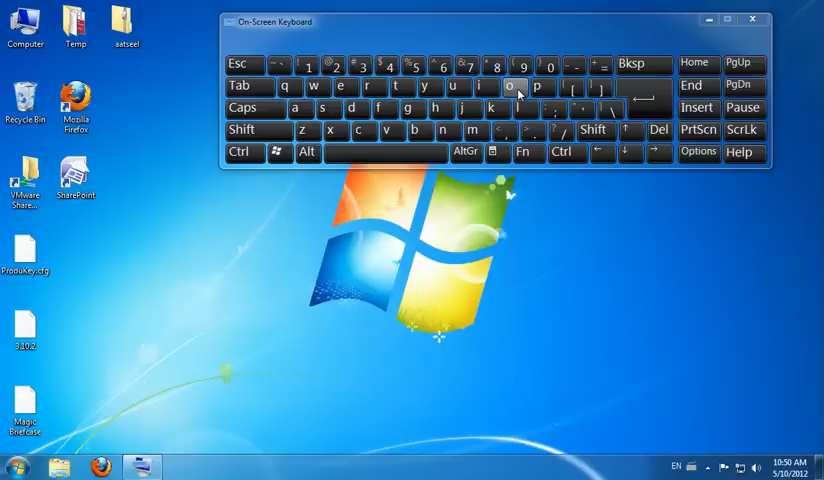 On-Screen Keyboard
Esc ~ ` ! 1 @ 2 # 3 $ 4 % 5 ^ 6 & 7 * 8 ( 9 ) 0 _ - + = Bksp Home PgUp
Tab q w e r t y u i o p { [ } ] End PgDn
Caps a s d f g h j k l : ; " ' | \ Insert Pause
Shift z x c v b n m < , > . ? / Shift ↑ Del PrtScn ScrLk
Ctrl Alt AltGr Fn Ctrl ← ↓ → Options Help
Computer
Temp
aatseel
Recycle Bin
Mozilla
Firefox
VMware
Share...
SharePoint
ProduKey.cfg
3.10.2
Magic
Briefcase
EN
10:50 AM
5/10/2012